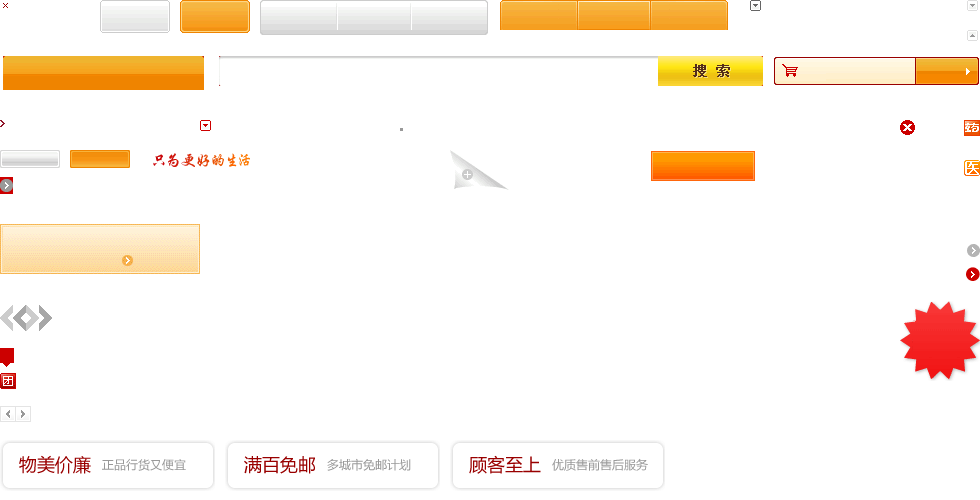 搜 索
只为更好的生活
医
团
物美价廉 正品行货又便宜
满百免邮 多城市免邮计划
顾客至上 优质售前售后服务